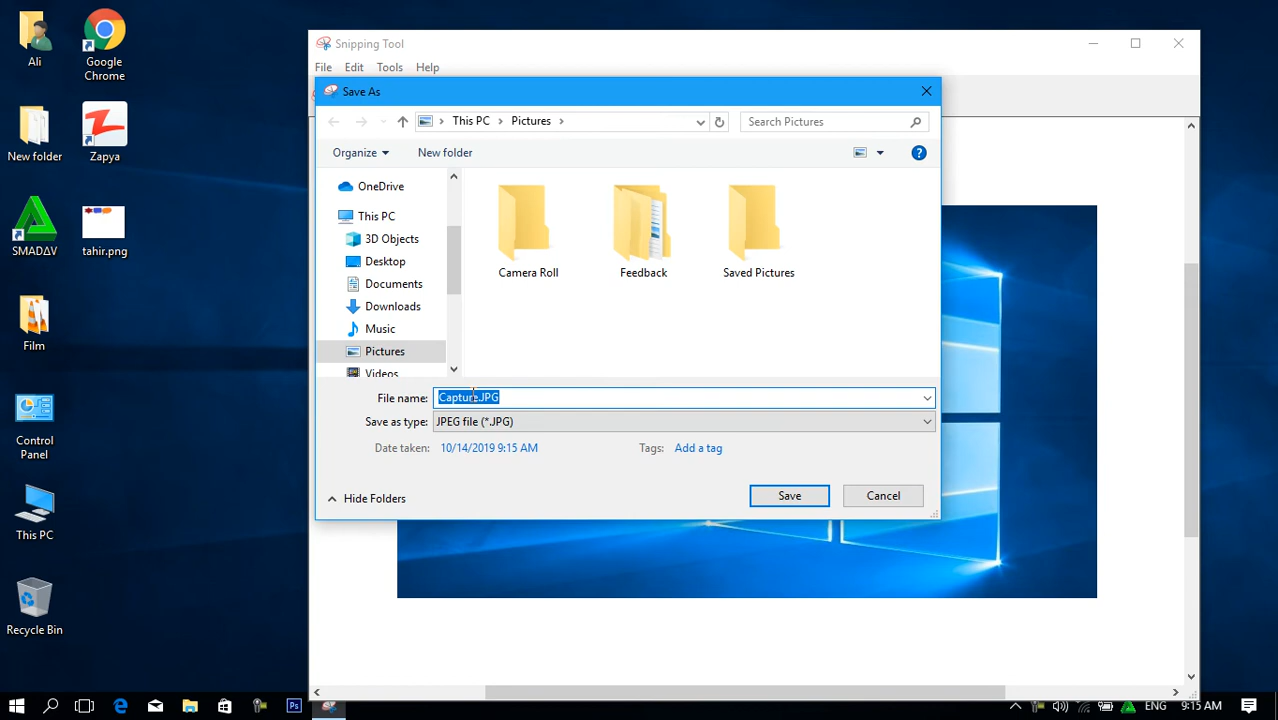 Ali
Google Chrome
Snipping Tool
File Edit Tools Help
Save As
This PC Pictures
Search Pictures
New folder
Zapya
Organize
New folder
OneDrive
This PC
3D Objects
Desktop
Documents
Downloads
Music
Pictures
Videos
Camera Roll
Feedback
Saved Pictures
SMADΔV
tahir.png
Film
File name: Capture.JPG
Save as type: JPEG file (*.JPG)
Date taken: 10/14/2019 9:15 AM
Tags: Add a tag
Control Panel
Hide Folders
Save
Cancel
This PC
Recycle Bin
Ps
ENG
9:15 AM